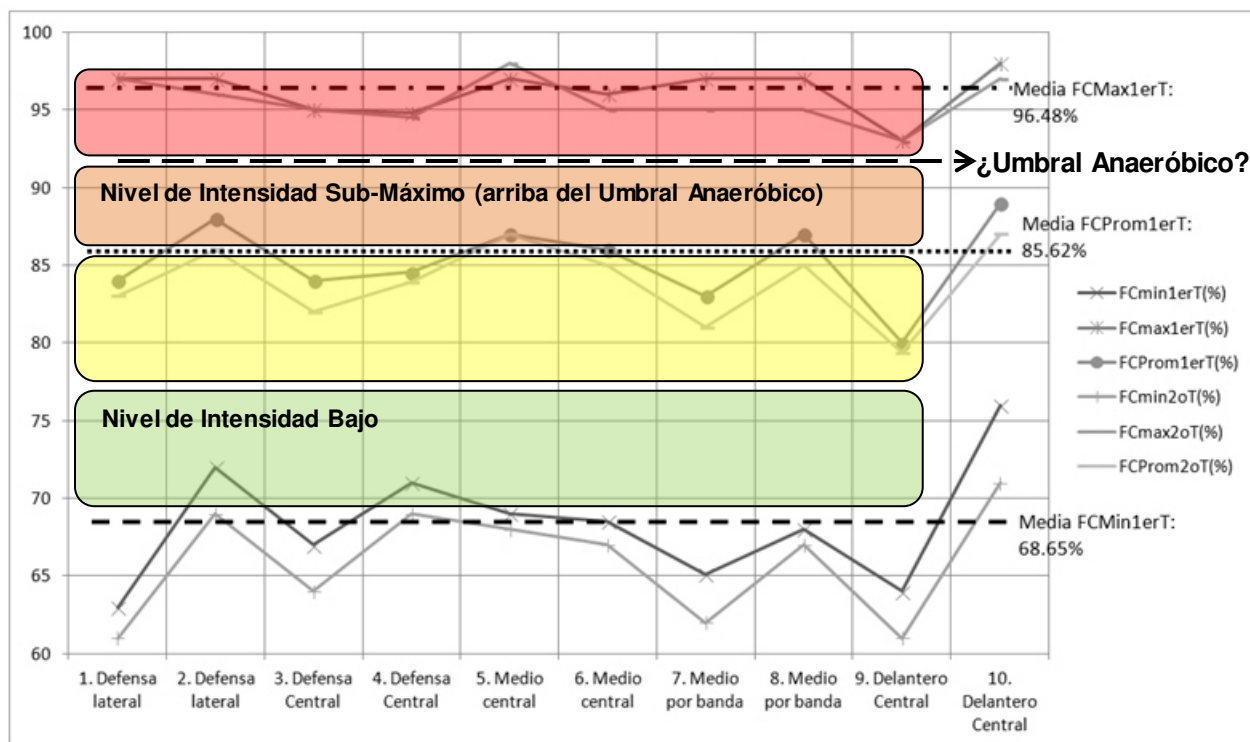 100
95
90
85
80
75
70
65
60
Media FCMax1erT:
96.48%
¿Umbral Anaeróbico?
Nivel de Intensidad Sub-Máximo (arriba del Umbral Anaeróbico)
Media FCProm1erT:
85.62%
Nivel de Intensidad Bajo
FCmin1erT(%)
FCmax1erT(%)
FCProm1erT(%)
FCmin2oT(%)
FCmax2oT(%)
FCProm2oT(%)
Media FCMin1erT:
68.65%
1. Defensa
lateral
2. Defensa
lateral
3. Defensa
Central
4. Defensa
Central
5. Medio
central
6. Medio
central
7. Medio
por banda
8. Medio
por banda
9. Delantero
Central
10.
Delantero
Central